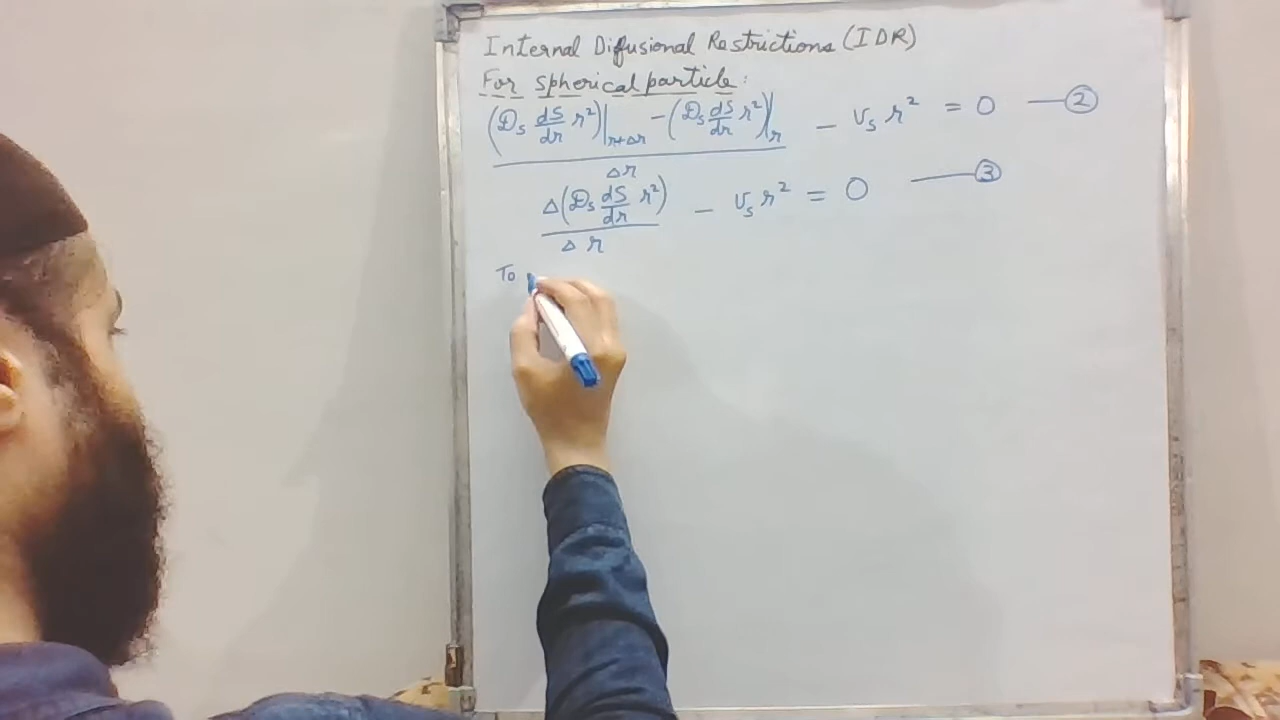 Internal Difusional Restrictions (IDR)
For spherical particle:
((𝒟s dS/dr r²)|r+Δr − (𝒟s dS/dr r²)|r)/Δr − vs r² = 0 — ②
Δ(𝒟s dS/dr r²)/Δr − vs r² = 0 — ③
To